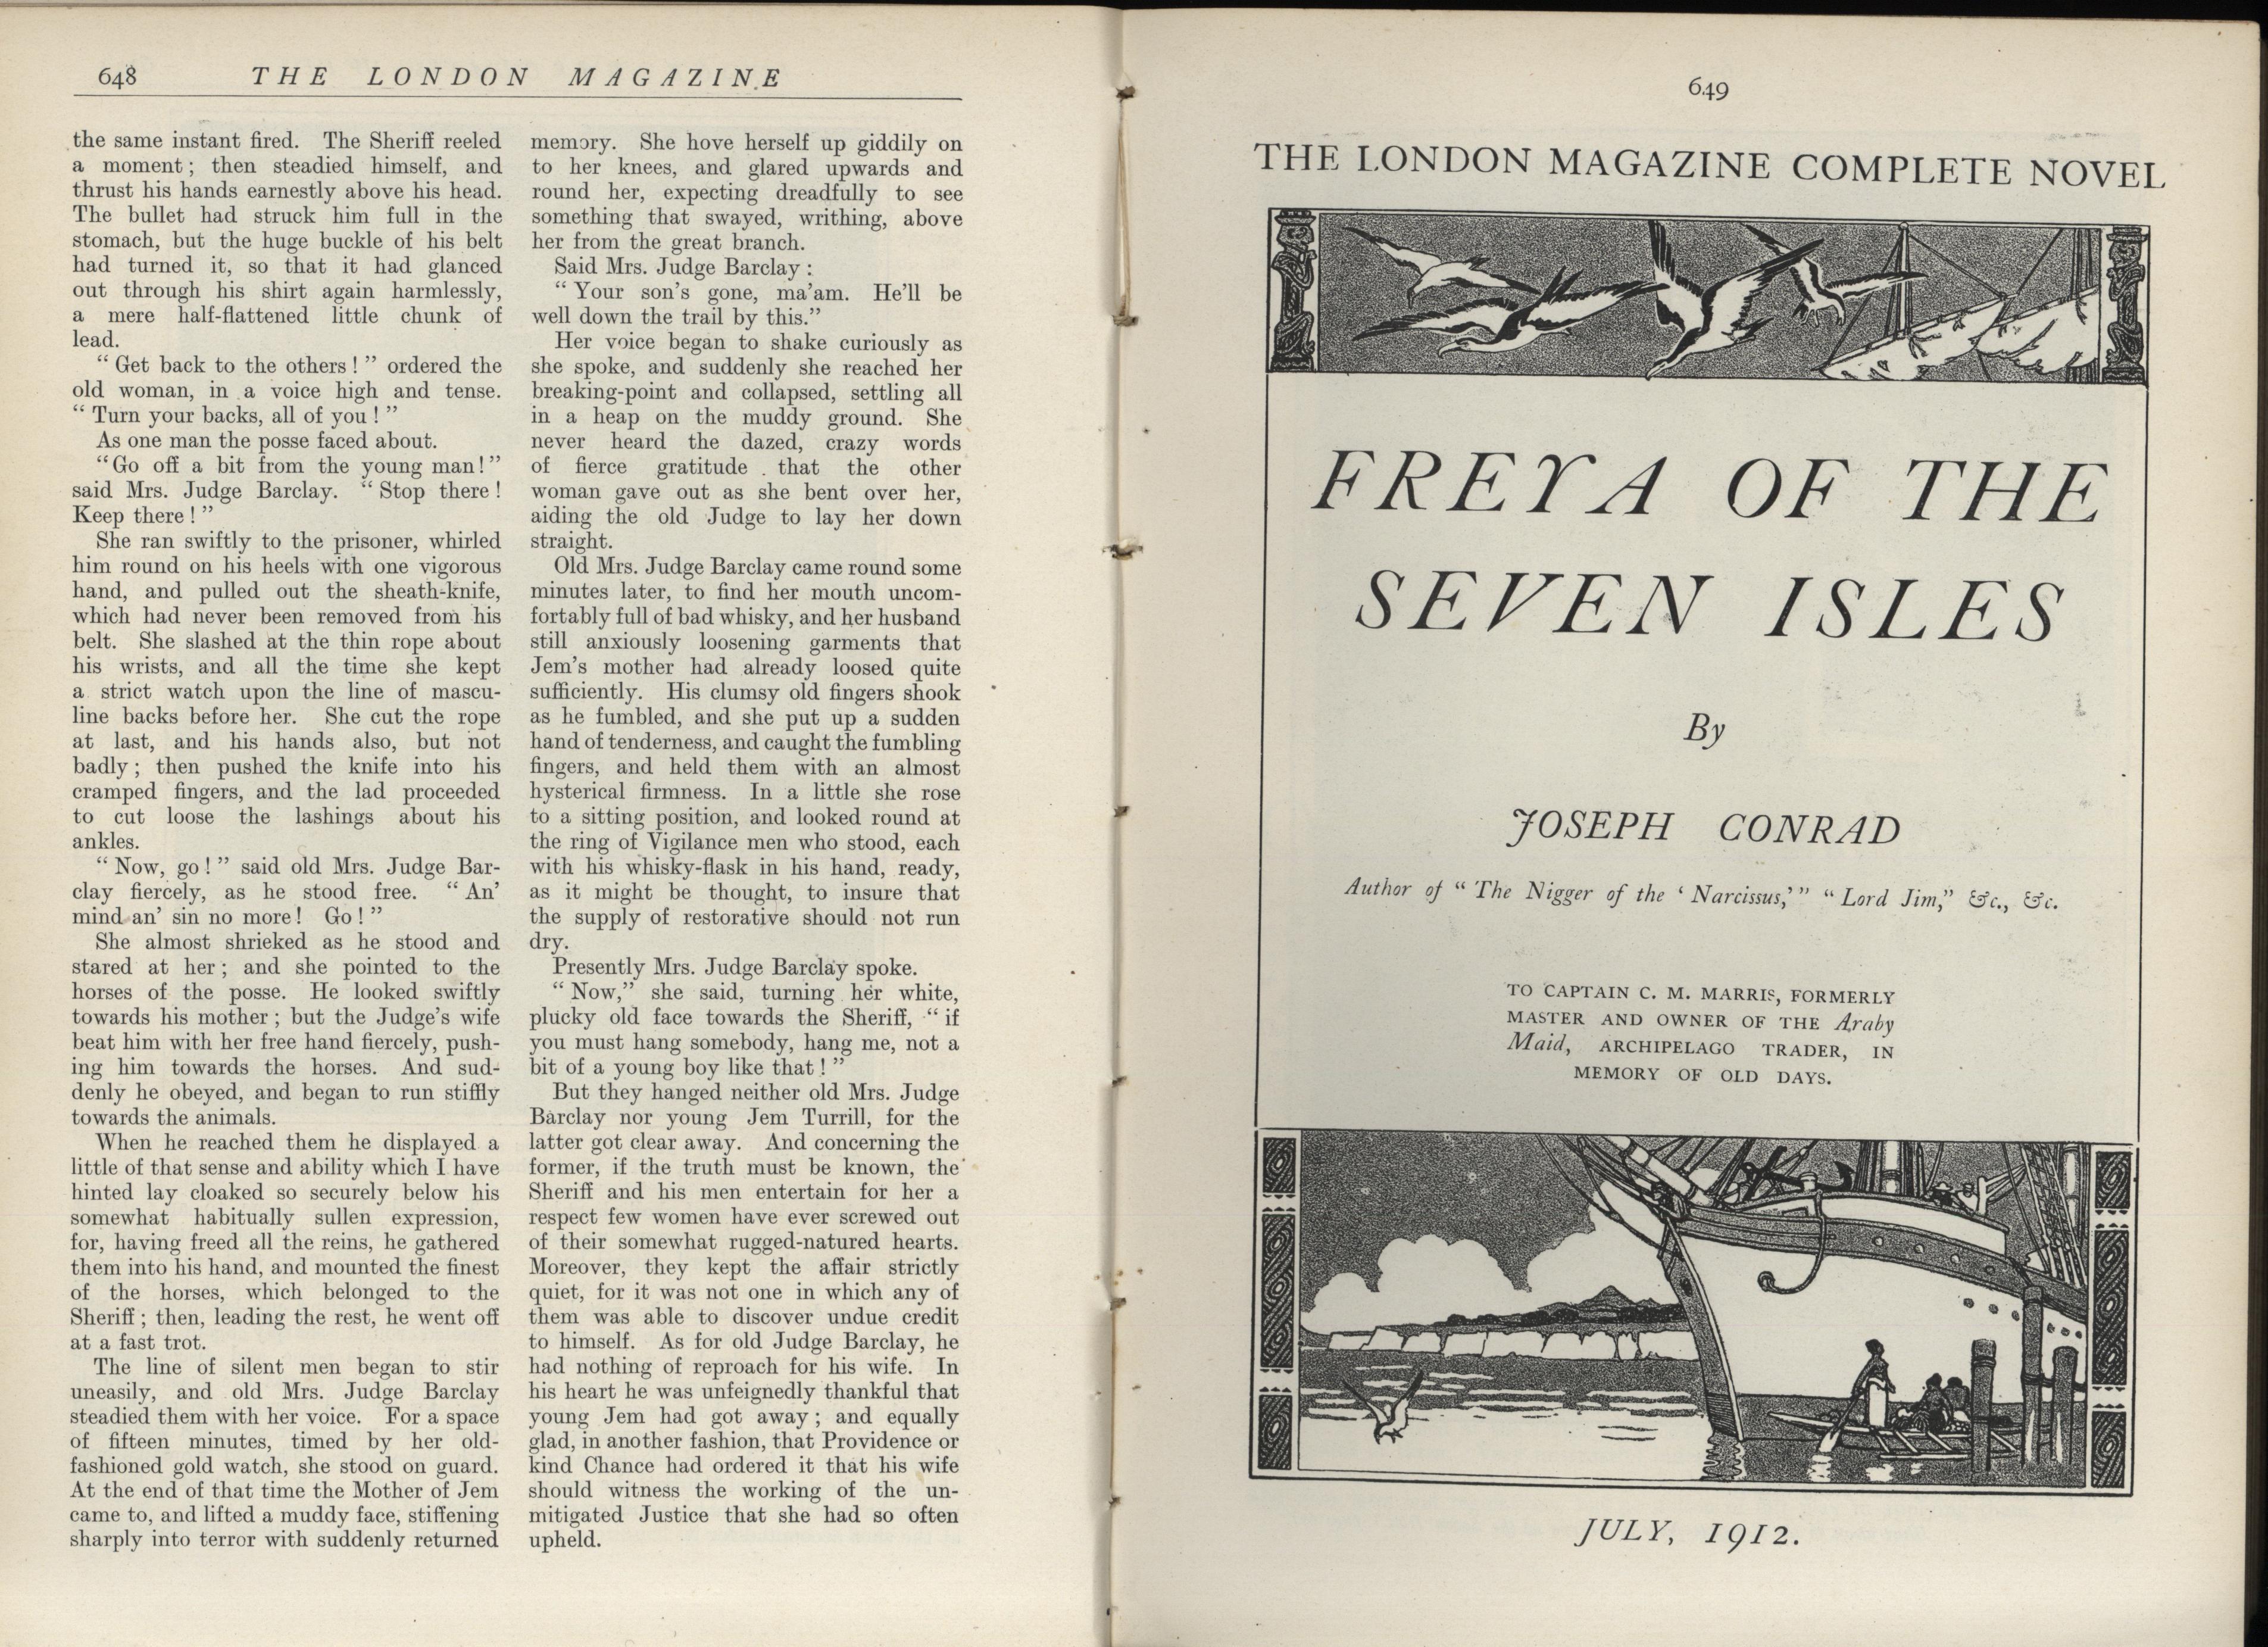 648 THE LONDON MAGAZINE
the same instant fired. The Sheriff reeled
a moment; then steadied himself, and
thrust his hands earnestly above his head.
The bullet had struck him full in the
stomach, but the huge buckle of his belt
had turned it, so that it had glanced
out through his shirt again harmlessly,
a mere half-flattened little chunk of
lead.
“Get back to the others!” ordered the
old woman, in a voice high and tense.
“Turn your backs, all of you!”
As one man the posse faced about.
“Go off a bit from the young man!”
said Mrs. Judge Barclay. “Stop there!
Keep there!”
She ran swiftly to the prisoner, whirled
him round on his heels with one vigorous
hand, and pulled out the sheath-knife,
which had never been removed from his
belt. She slashed at the thin rope about
his wrists, and all the time she kept
a strict watch upon the line of mascu-
line backs before her. She cut the rope
at last, and his hands also, but not
badly; then pushed the knife into his
cramped fingers, and the lad proceeded
to cut loose the lashings about his
ankles.
“Now, go!” said old Mrs. Judge Bar-
clay fiercely, as he stood free. “An’
mind an’ sin no more! Go!”
She almost shrieked as he stood and
stared at her; and she pointed to the
horses of the posse. He looked swiftly
towards his mother; but the Judge’s wife
beat him with her free hand fiercely, push-
ing him towards the horses. And sud-
denly he obeyed, and began to run stiffly
towards the animals.
When he reached them he displayed a
little of that sense and ability which I have
hinted lay cloaked so securely below his
somewhat habitually sullen expression,
for, having freed all the reins, he gathered
them into his hand, and mounted the finest
of the horses, which belonged to the
Sheriff; then, leading the rest, he went off
at a fast trot.
The line of silent men began to stir
uneasily, and old Mrs. Judge Barclay
steadied them with her voice. For a space
of fifteen minutes, timed by her old-
fashioned gold watch, she stood on guard.
At the end of that time the Mother of Jem
came to, and lifted a muddy face, stiffening
sharply into terror with suddenly returned
memory. She hove herself up giddily on
to her knees, and glared upwards and
round her, expecting dreadfully to see
something that swayed, writhing, above
her from the great branch.
Said Mrs. Judge Barclay:
“Your son’s gone, ma’am. He’ll be
well down the trail by this.”
Her voice began to shake curiously as
she spoke, and suddenly she reached her
breaking-point and collapsed, settling all
in a heap on the muddy ground. She
never heard the dazed, crazy words
of fierce gratitude that the other
woman gave out as she bent over her,
aiding the old Judge to lay her down
straight.
Old Mrs. Judge Barclay came round some
minutes later, to find her mouth uncom-
fortably full of bad whisky, and her husband
still anxiously loosening garments that
Jem’s mother had already loosed quite
sufficiently. His clumsy old fingers shook
as he fumbled, and she put up a sudden
hand of tenderness, and caught the fumbling
fingers, and held them with an almost
hysterical firmness. In a little she rose
to a sitting position, and looked round at
the ring of Vigilance men who stood, each
with his whisky-flask in his hand, ready,
as it might be thought, to insure that
the supply of restorative should not run
dry.
Presently Mrs. Judge Barclay spoke.
“Now,” she said, turning her white,
plucky old face towards the Sheriff, “if
you must hang somebody, hang me, not a
bit of a young boy like that!”
But they hanged neither old Mrs. Judge
Barclay nor young Jem Turrill, for the
latter got clear away. And concerning the
former, if the truth must be known, the
Sheriff and his men entertain for her a
respect few women have ever screwed out
of their somewhat rugged-natured hearts.
Moreover, they kept the affair strictly
quiet, for it was not one in which any of
them was able to discover undue credit
to himself. As for old Judge Barclay, he
had nothing of reproach for his wife. In
his heart he was unfeignedly thankful that
young Jem had got away; and equally
glad, in another fashion, that Providence or
kind Chance had ordered it that his wife
should witness the working of the un-
mitigated Justice that she had so often
upheld.
649
THE LONDON MAGAZINE COMPLETE NOVEL
FREYA OF THE
SEVEN ISLES
By
JOSEPH CONRAD
Author of “The Nigger of the ‘Narcissus,’” “Lord Jim,” &c., &c.
TO CAPTAIN C. M. MARRIS, FORMERLY
MASTER AND OWNER OF THE Araby
Maid, ARCHIPELAGO TRADER, IN
MEMORY OF OLD DAYS.
JULY, 1912.